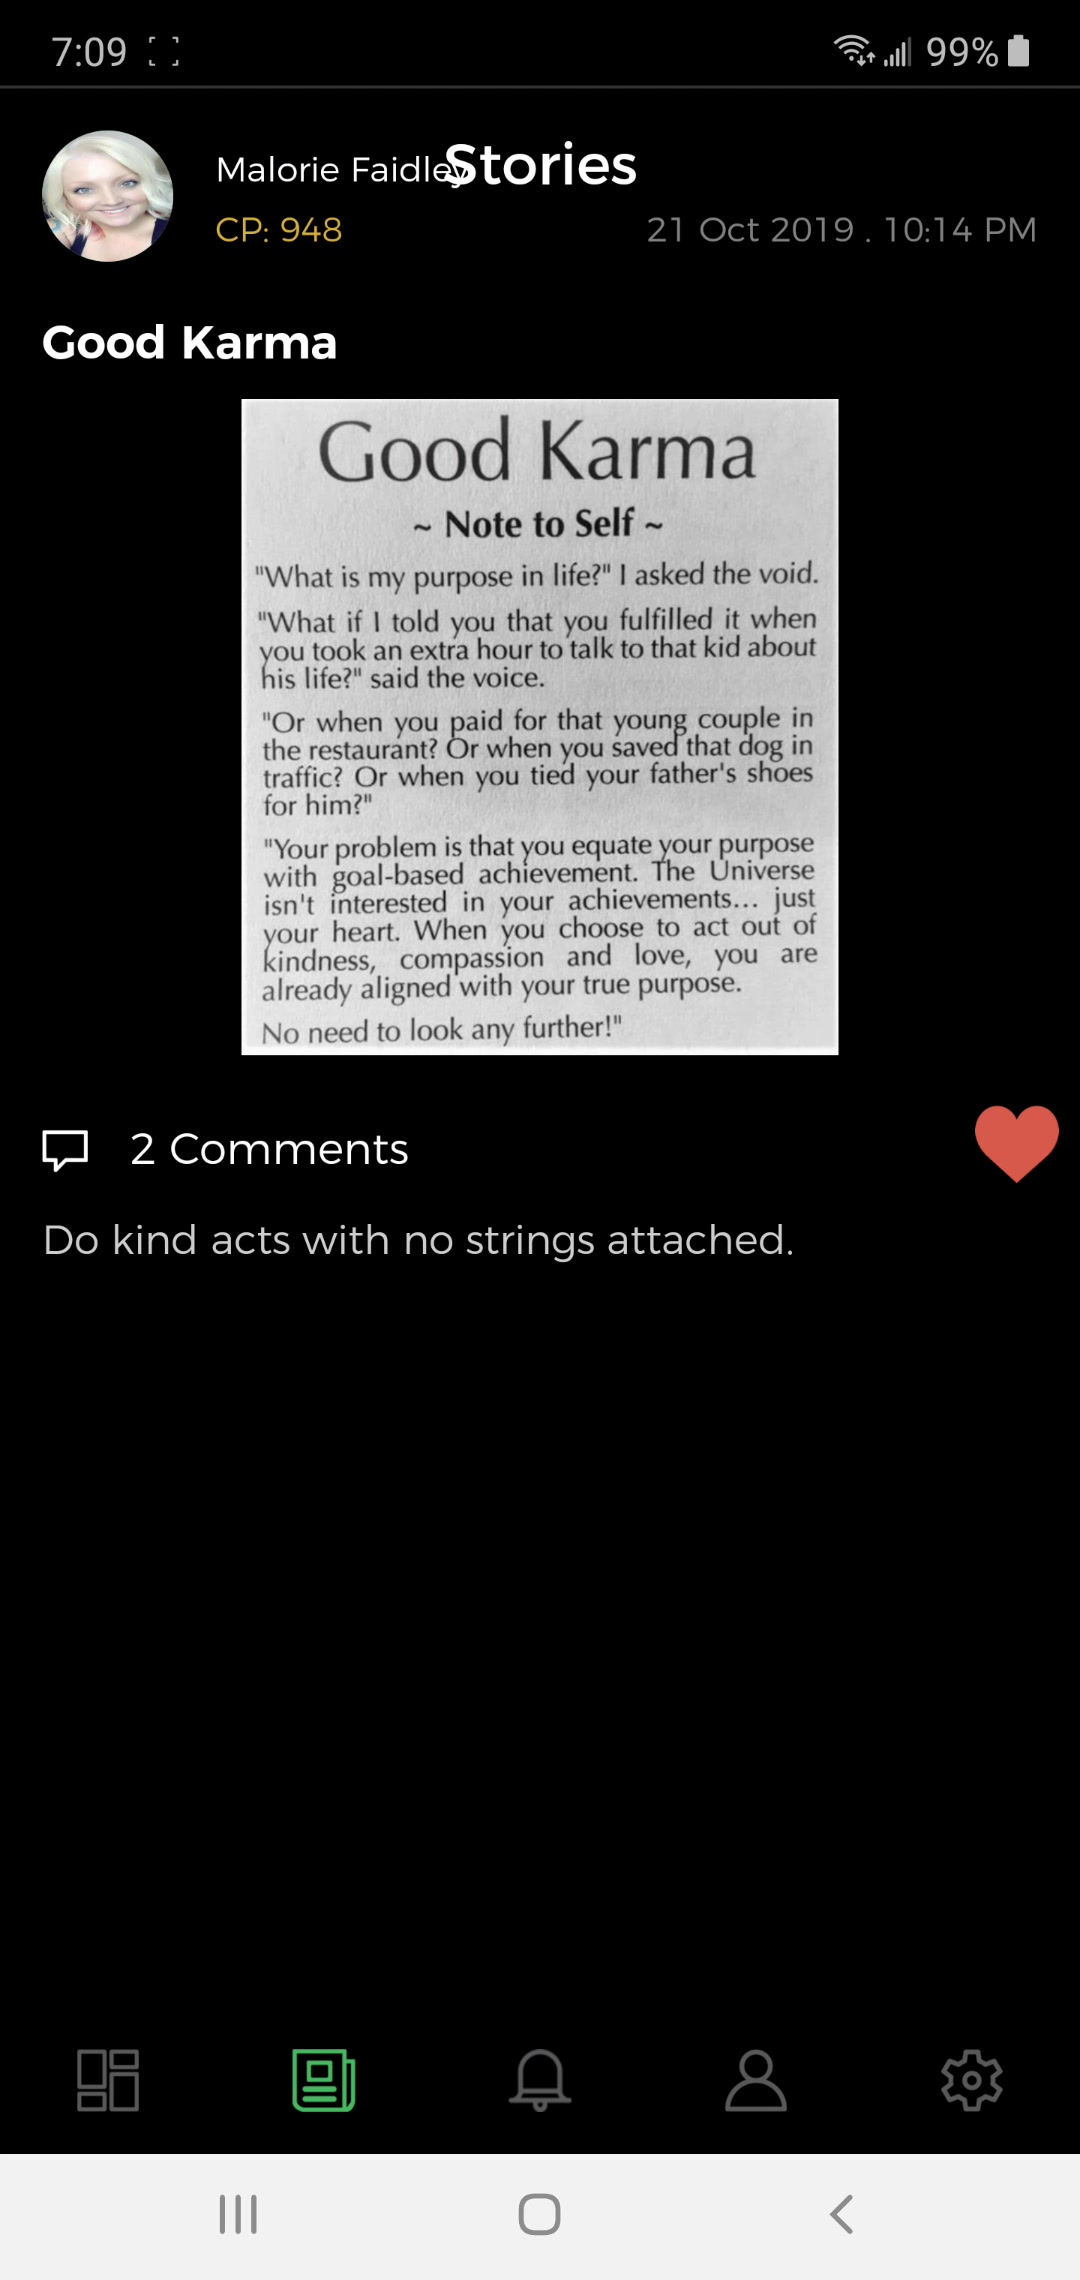 7:09
99%
Stories
Malorie Faidley
CP: 948
21 Oct 2019 . 10:14 PM
Good Karma
Good Karma
~ Note to Self ~
"What is my purpose in life?" I asked the void.
"What if I told you that you fulfilled it when
you took an extra hour to talk to that kid about
his life?" said the voice.
"Or when you paid for that young couple in
the restaurant? Or when you saved that dog in
traffic? Or when you tied your father's shoes
for him?"
"Your problem is that you equate your purpose
with goal-based achievement. The Universe
isn't interested in your achievements... just
your heart. When you choose to act out of
kindness, compassion and love, you are
already aligned with your true purpose.
No need to look any further!"
2 Comments
Do kind acts with no strings attached.